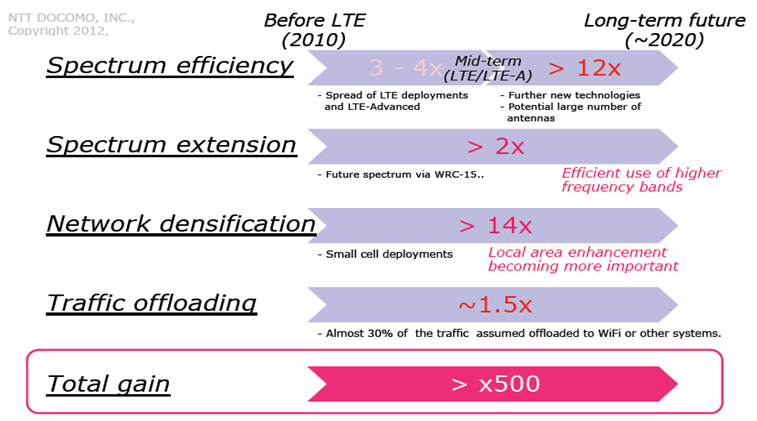 NTT DOCOMO, INC.,
Copyright 2012,
Before LTE
(2010)
Long-term future
(~2020)
Spectrum efficiency
3 - 4x
Mid-term
(LTE/LTE-A)
> 12x
- Spread of LTE deployments
and LTE-Advanced
- Further new technologies
- Potential large number of
antennas
Spectrum extension
> 2x
- Future spectrum via WRC-15..
Efficient use of higher
frequency bands
Network densification
> 14x
- Small cell deployments
Local area enhancement
becoming more important
Traffic offloading
~1.5x
- Almost 30% of the traffic assumed offloaded to WiFi or other systems.
Total gain
> x500